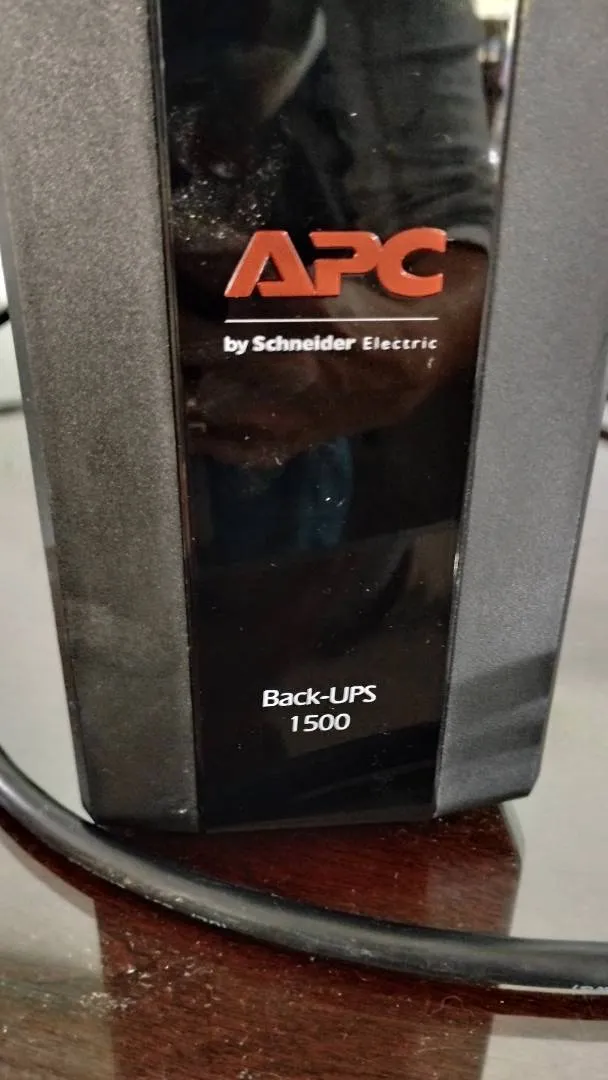 APC
by Schneider Electric
Back-UPS
1500